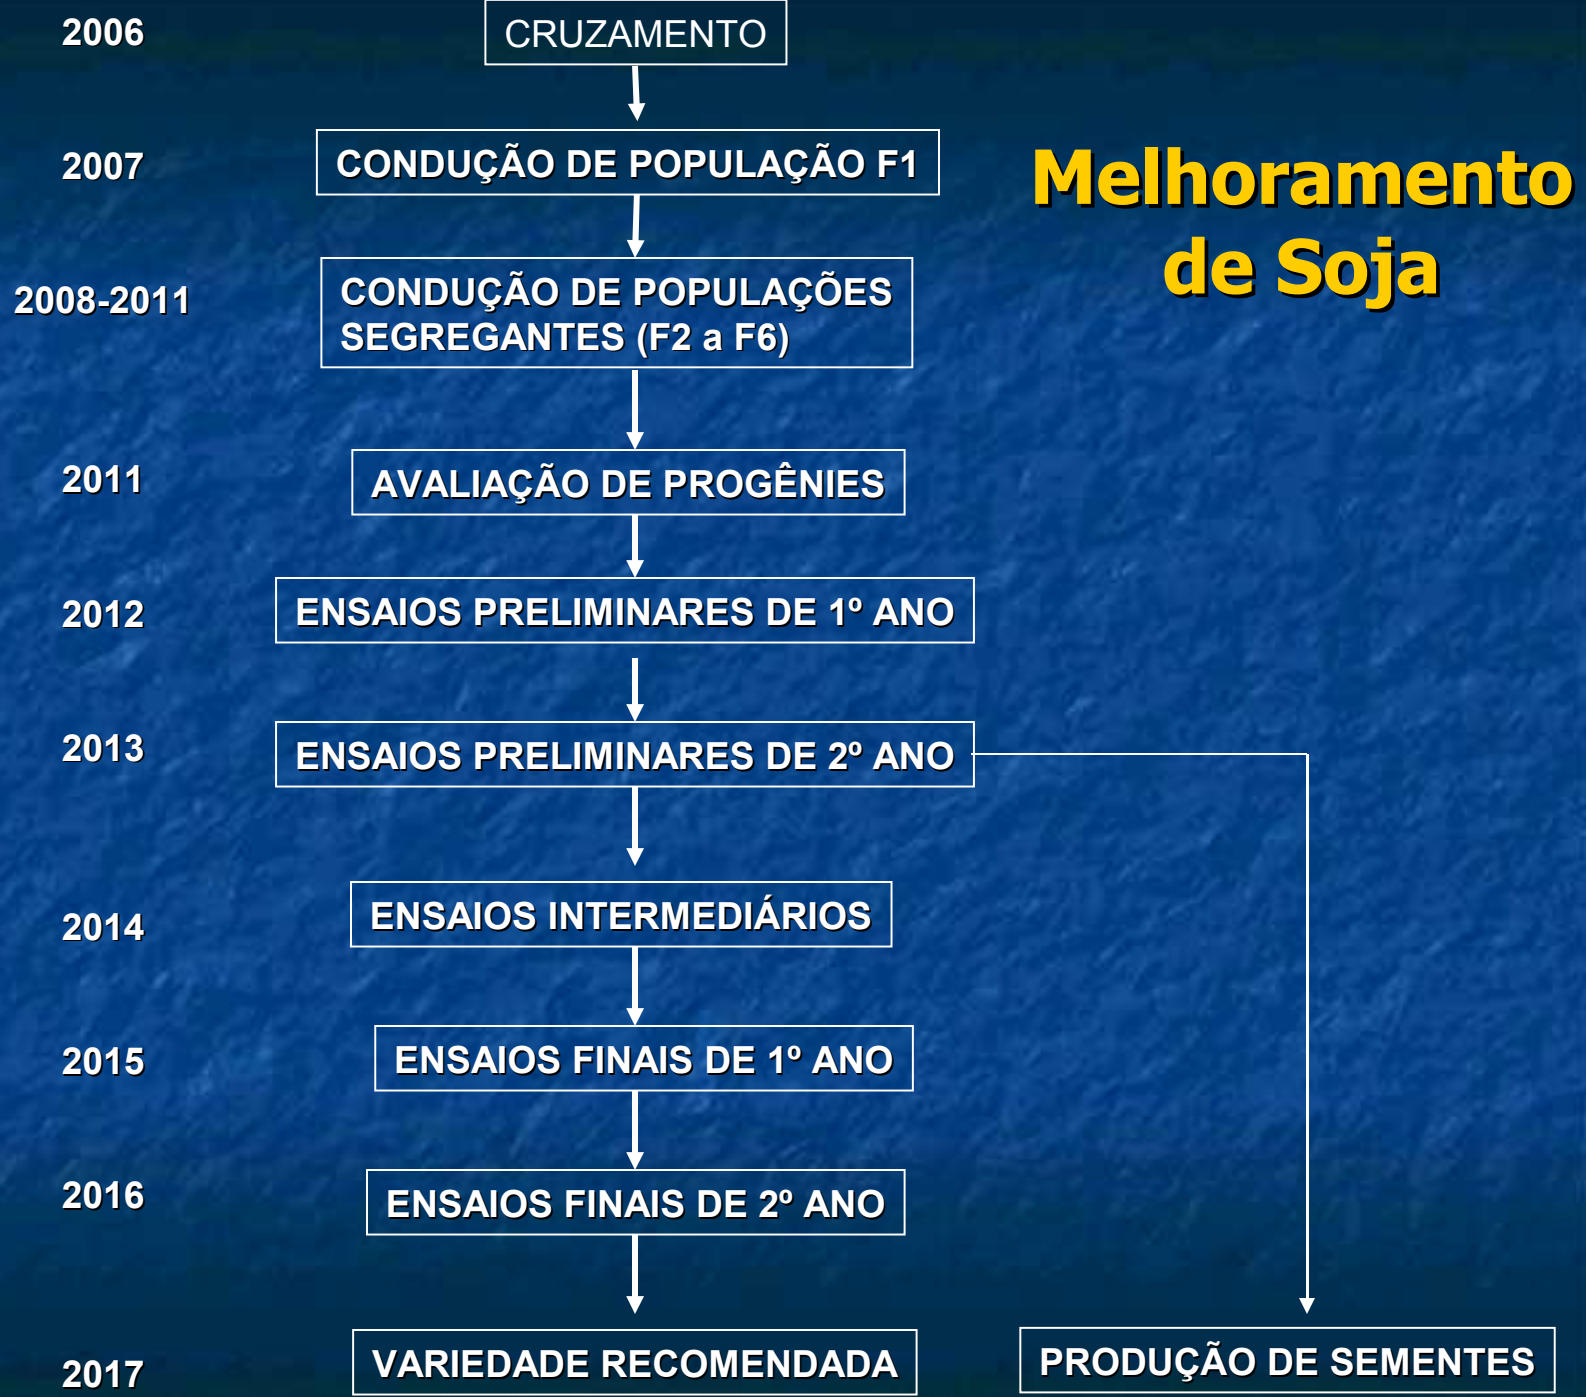 2006
CRUZAMENTO
2007
CONDUÇÃO DE POPULAÇÃO F1
Melhoramento
de Soja
2008-2011
CONDUÇÃO DE POPULAÇÕES
SEGREGANTES (F2 a F6)
2011
AVALIAÇÃO DE PROGÊNIES
2012
ENSAIOS PRELIMINARES DE 1º ANO
2013
ENSAIOS PRELIMINARES DE 2º ANO
2014
ENSAIOS INTERMEDIÁRIOS
2015
ENSAIOS FINAIS DE 1º ANO
2016
ENSAIOS FINAIS DE 2º ANO
2017
VARIEDADE RECOMENDADA
PRODUÇÃO DE SEMENTES